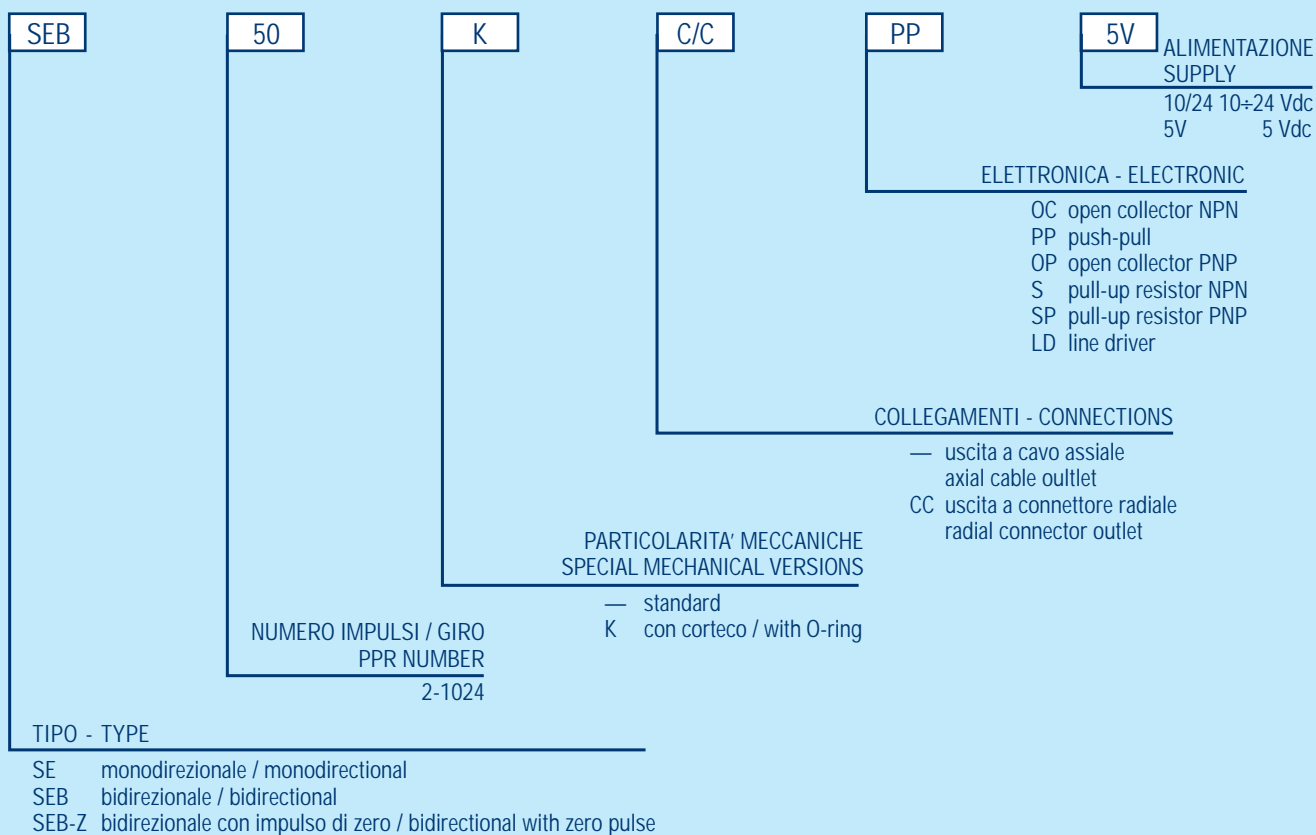 SEB 50 K C/C PP 5V
ALIMENTAZIONE
SUPPLY
10/24 10÷24 Vdc
5V 5 Vdc
ELETTRONICA - ELECTRONIC
OC open collector NPN
PP push-pull
OP open collector PNP
S pull-up resistor NPN
SP pull-up resistor PNP
LD line driver
COLLEGAMENTI - CONNECTIONS
— uscita a cavo assiale
axial cable oultlet
CC uscita a connettore radiale
radial connector outlet
PARTICOLARITA’ MECCANICHE
SPECIAL MECHANICAL VERSIONS
— standard
K con corteco / with O-ring
NUMERO IMPULSI / GIRO
PPR NUMBER
2-1024
TIPO - TYPE
SE monodirezionale / monodirectional
SEB bidirezionale / bidirectional
SEB-Z bidirezionale con impulso di zero / bidirectional with zero pulse